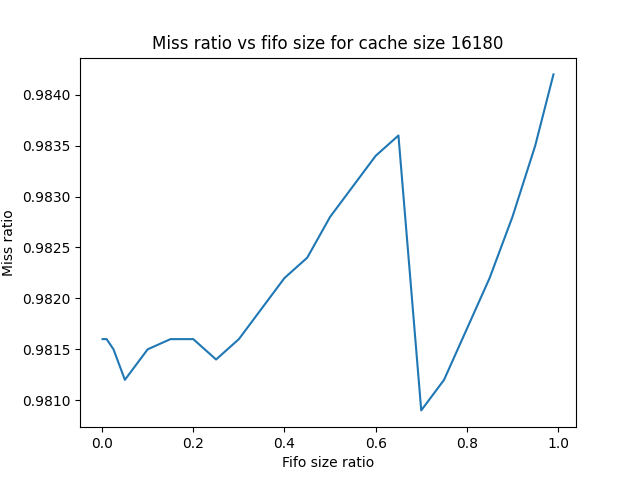 Miss ratio vs fifo size for cache size 16180
0.9840
0.9835
0.9830
0.9825
0.9820
0.9815
0.9810
Miss ratio
0.0 0.2 0.4 0.6 0.8 1.0
Fifo size ratio